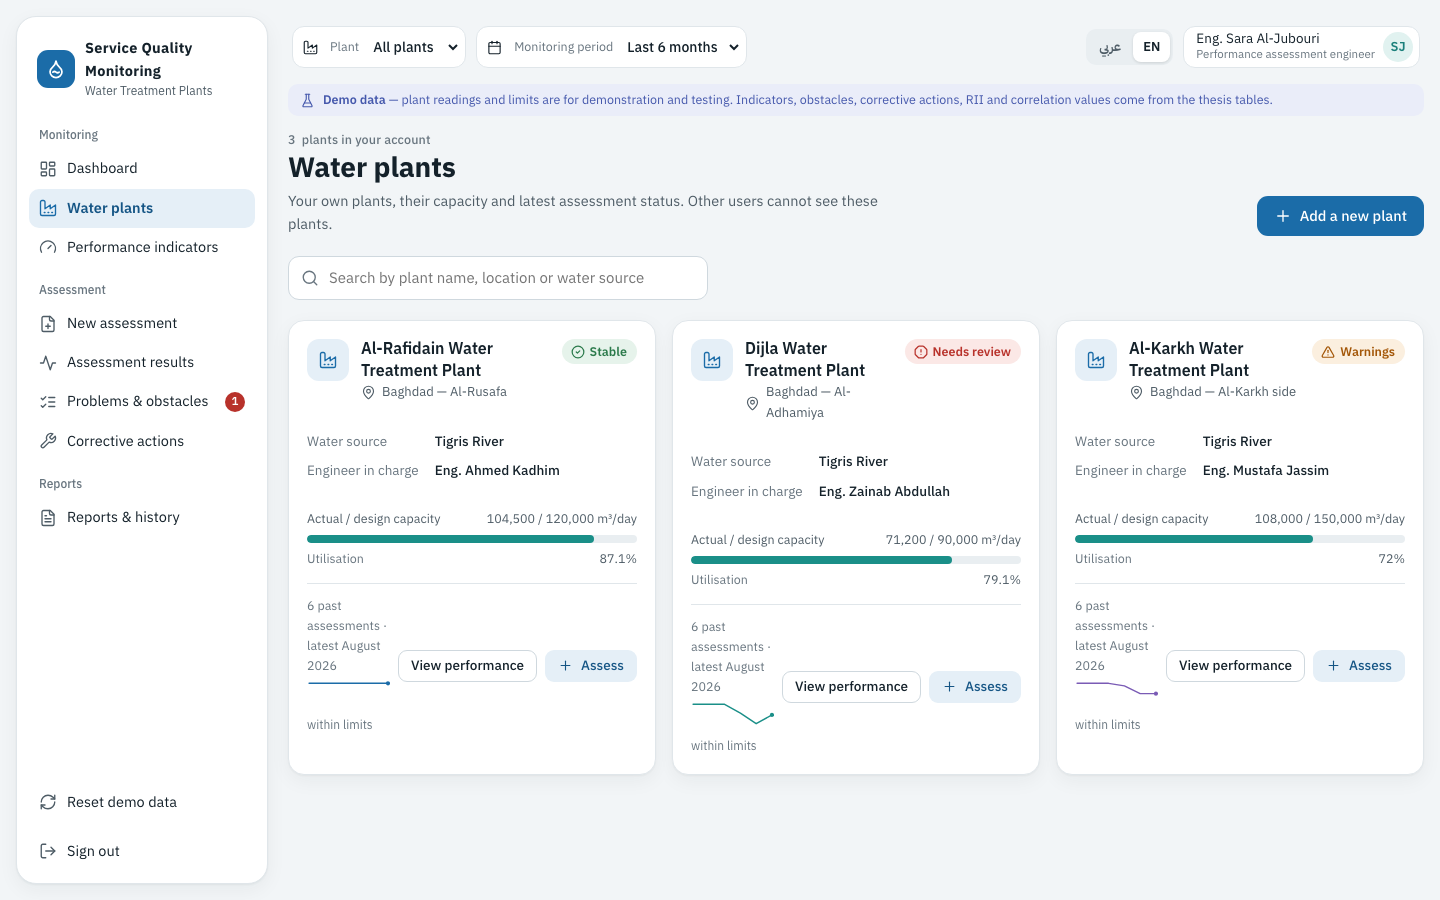 Service Quality
Monitoring
Water Treatment Plants
Monitoring
Dashboard
Water plants
Performance indicators
Assessment
New assessment
Assessment results
Problems & obstacles 1
Corrective actions
Reports
Reports & history
Reset demo data
Sign out
Plant All plants
Monitoring period Last 6 months
عربي EN
Eng. Sara Al-Jubouri
Performance assessment engineer
SJ
Demo data — plant readings and limits are for demonstration and testing. Indicators, obstacles, corrective actions, RII and correlation values come from the thesis tables.
3 plants in your account
Water plants
Your own plants, their capacity and latest assessment status. Other users cannot see these
plants.
Add a new plant
Search by plant name, location or water source
Al-Rafidain Water
Treatment Plant
Stable
Baghdad — Al-Rusafa
Water source Tigris River
Engineer in charge Eng. Ahmed Kadhim
Actual / design capacity 104,500 / 120,000 m³/day
Utilisation 87.1%
6 past
assessments ·
latest August
2026
View performance
Assess
within limits
Dijla Water
Treatment Plant
Needs review
Baghdad — Al-
Adhamiya
Water source Tigris River
Engineer in charge Eng. Zainab Abdullah
Actual / design capacity 71,200 / 90,000 m³/day
Utilisation 79.1%
6 past
assessments ·
latest August
2026
View performance
Assess
within limits
Al-Karkh Water
Treatment Plant
Warnings
Baghdad — Al-Karkh side
Water source Tigris River
Engineer in charge Eng. Mustafa Jassim
Actual / design capacity 108,000 / 150,000 m³/day
Utilisation 72%
6 past
assessments ·
latest August
2026
View performance
Assess
within limits